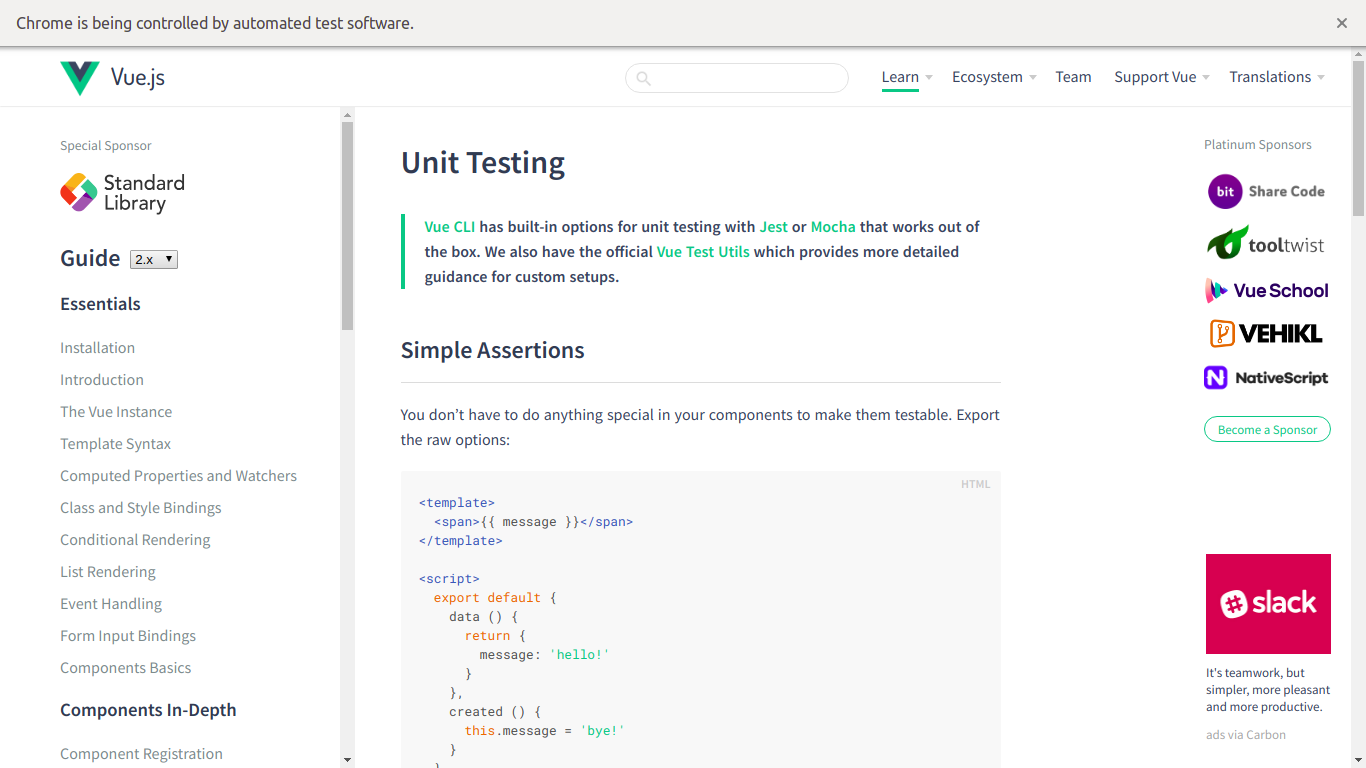 Chrome is being controlled by automated test software.
Vue.js
Learn
Ecosystem
Team
Support Vue
Translations
Special Sponsor
Standard
Library
Guide
2.x
Essentials
Installation
Introduction
The Vue Instance
Template Syntax
Computed Properties and Watchers
Class and Style Bindings
Conditional Rendering
List Rendering
Event Handling
Form Input Bindings
Components Basics
Components In-Depth
Component Registration
Unit Testing
Vue CLI has built-in options for unit testing with Jest or Mocha that works out of
the box. We also have the official Vue Test Utils which provides more detailed
guidance for custom setups.
Simple Assertions
You don’t have to do anything special in your components to make them testable. Export
the raw options:
HTML
<template>
  <span>{{ message }}</span>
</template>
<script>
  export default {
    data () {
      return {
        message: 'hello!'
      }
    },
    created () {
      this.message = 'bye!'
    }
Platinum Sponsors
bit Share Code
tooltwist
Vue School
VEHIKL
NativeScript
Become a Sponsor
slack
It's teamwork, but
simpler, more pleasant
and more productive.
ads via Carbon